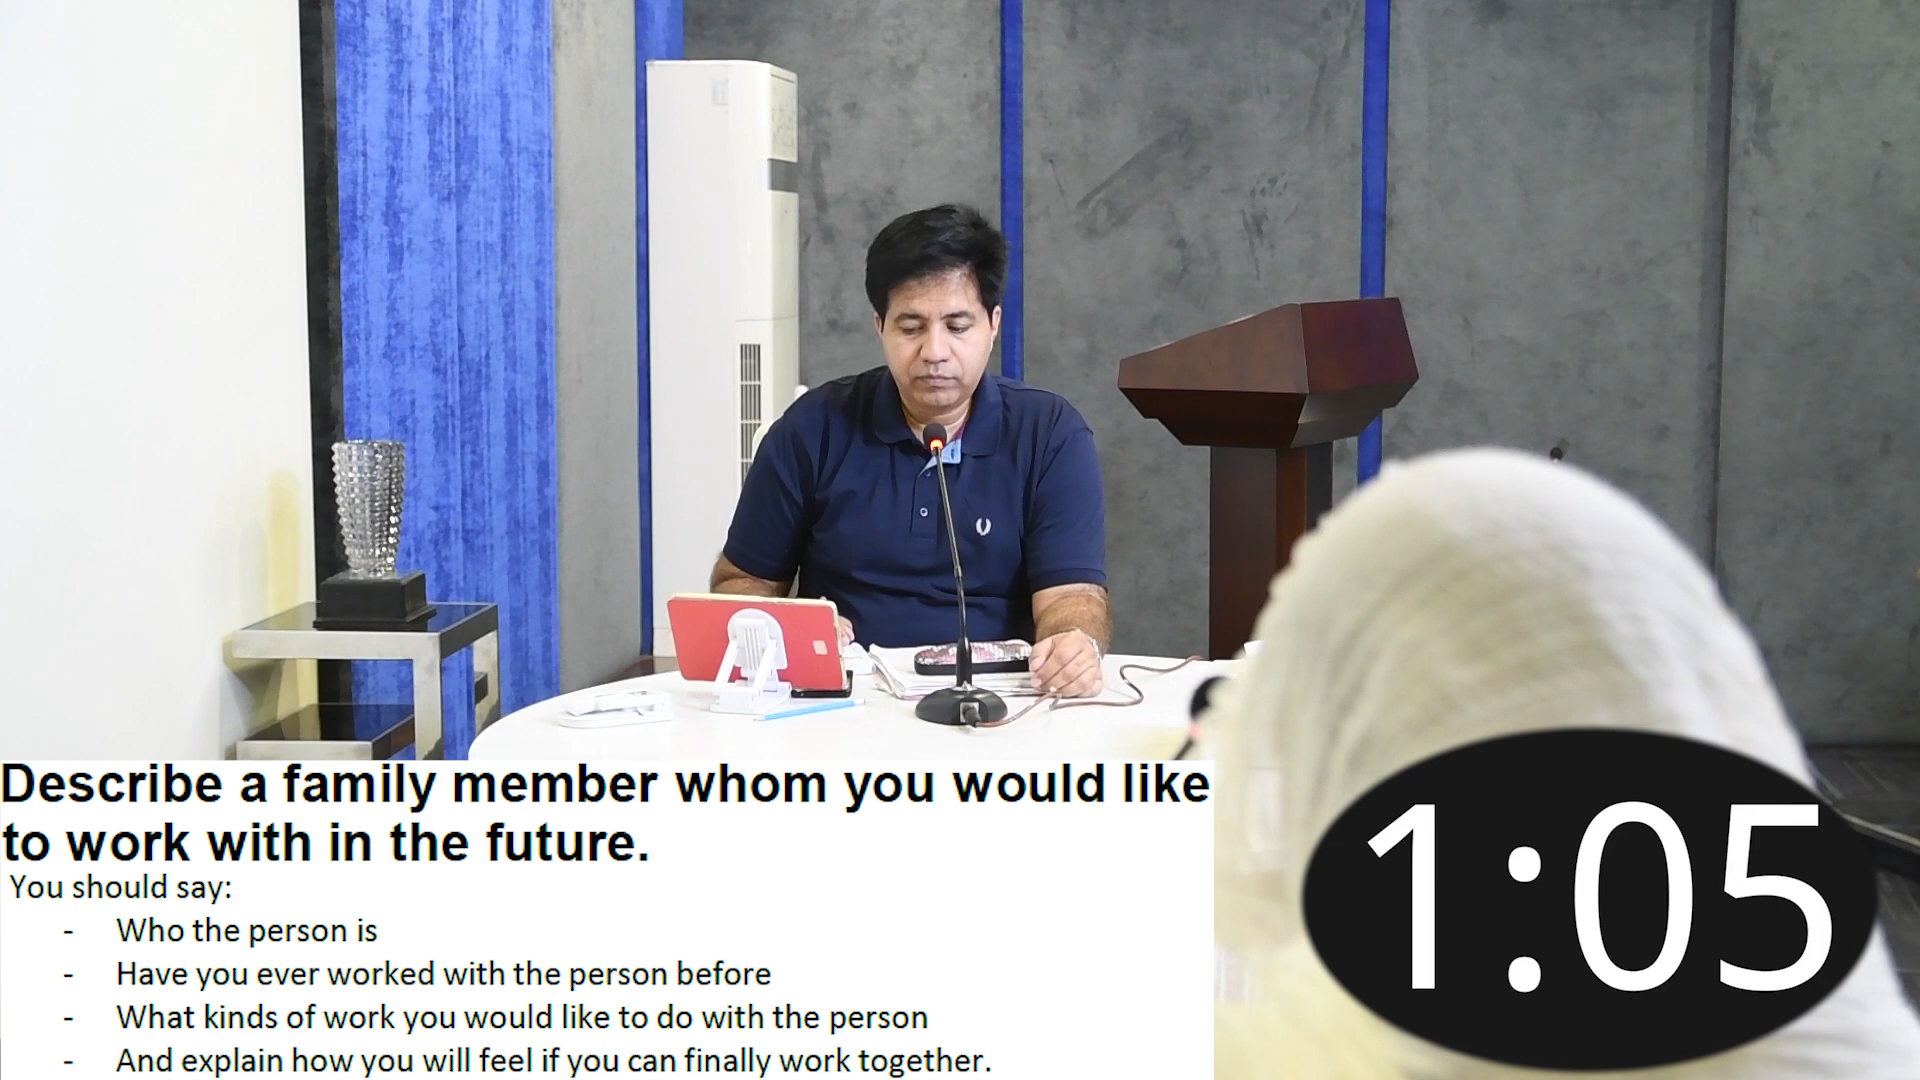 Describe a family member whom you would like
to work with in the future.
You should say:
- Who the person is
- Have you ever worked with the person before
- What kinds of work you would like to do with the person
- And explain how you will feel if you can finally work together.
1:05